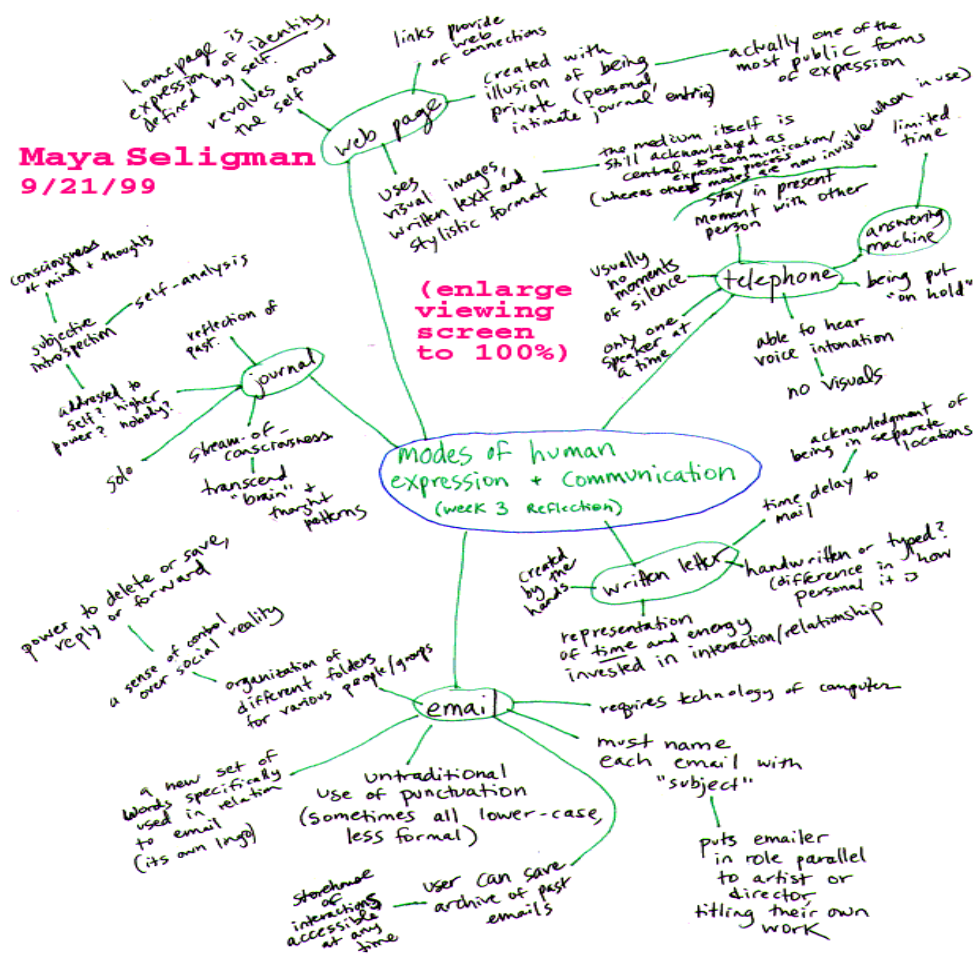 homepage is
expression of identity,
defined by self.
revolves around
the self
links provide
web
of connections
created with
illusion of being
private (personal,
intimate journal entries)
actually one of the
most public forms
of expression
web page
Maya Seligman
9/21/99
uses
visual images,
written text and
stylistic format
the medium itself is
still acknowledged as
central to communication/
expression process
(whereas other modes are now invisible when in use)
limited
time
stay in present
moment with other
person
answering
machine
usually
no
moments
of silence
telephone
being put
"on hold"
only one
speaker at
a time
able to hear
voice intonation
no visuals
(enlarge
viewing
screen
to 100%)
consciousness
of mind + thoughts
self-analysis
subjective
introspection
reflection of
past.
journal
addressed to
self? higher
power? nobody?
solo
stream-of-
consciousness
transcend
"brain" +
thought
patterns
modes of human
expression + communication
(week 3 Reflection)
acknowledgment of
being in separate
locations
time delay to
mail
created
by the
hands
written letter
handwritten or typed?
(difference in how
personal it is
representation
of time and energy
invested in interaction/relationship
power to delete or save,
reply or forward
a sense of control
over social reality
organization of
different folders
for various people/groups
email
requires technology of computer
must name
each email with
"subject"
puts emailer
in role parallel
to artist or
director,
titling their own
work
a new set of
words specifically
used in relation
to email
(its own lingo)
untraditional
use of punctuation
(sometimes all lower-case,
less formal)
user can save
archive of past
emails
storehouse
of
interactions
accessible
at any
time